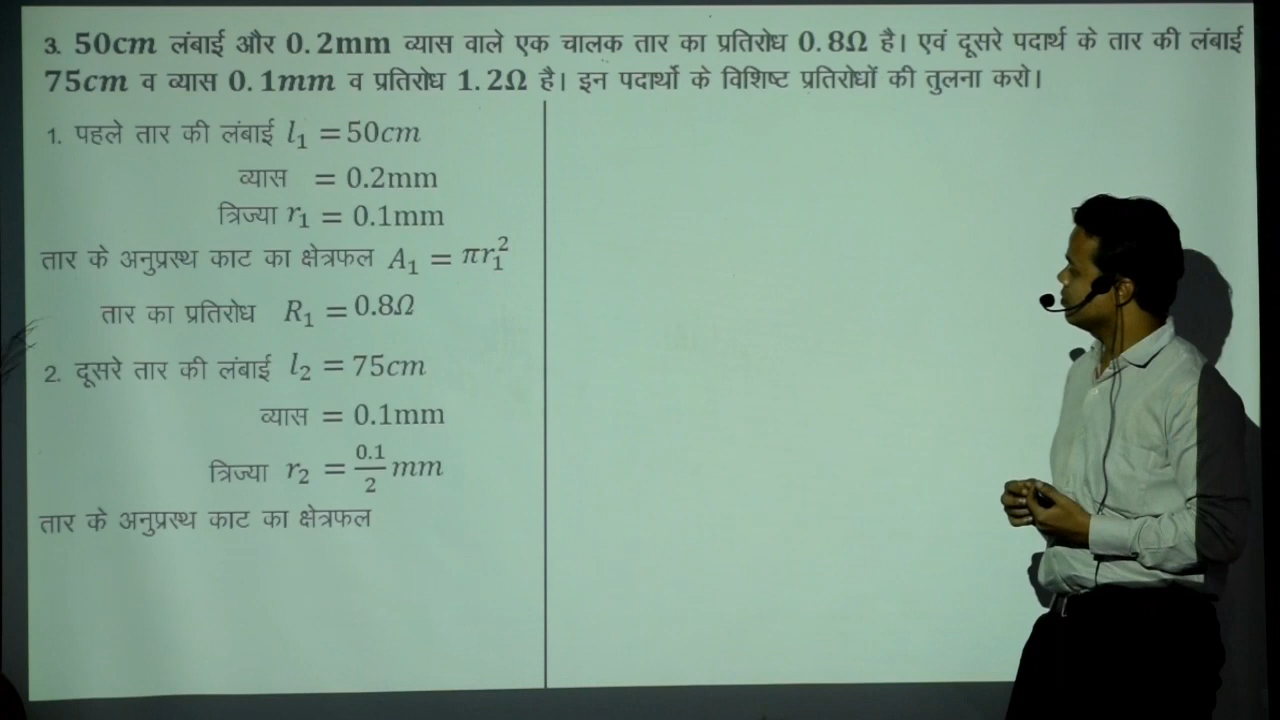 3. 50cm लंबाई और 0.2mm व्यास वाले एक चालक तार का प्रतिरोध 0.8Ω है। एवं दूसरे पदार्थ के तार की लंबाई
75cm व व्यास 0.1mm व प्रतिरोध 1.2Ω है। इन पदार्थो के विशिष्ट प्रतिरोधों की तुलना करो।
1. पहले तार की लंबाई l₁ = 50cm
व्यास = 0.2mm
त्रिज्या r₁ = 0.1mm
तार के अनुप्रस्थ काट का क्षेत्रफल A₁ = πr₁²
तार का प्रतिरोध R₁ = 0.8Ω
2. दूसरे तार की लंबाई l₂ = 75cm
व्यास = 0.1mm
त्रिज्या r₂ = 0.1/2 mm
तार के अनुप्रस्थ काट का क्षेत्रफल